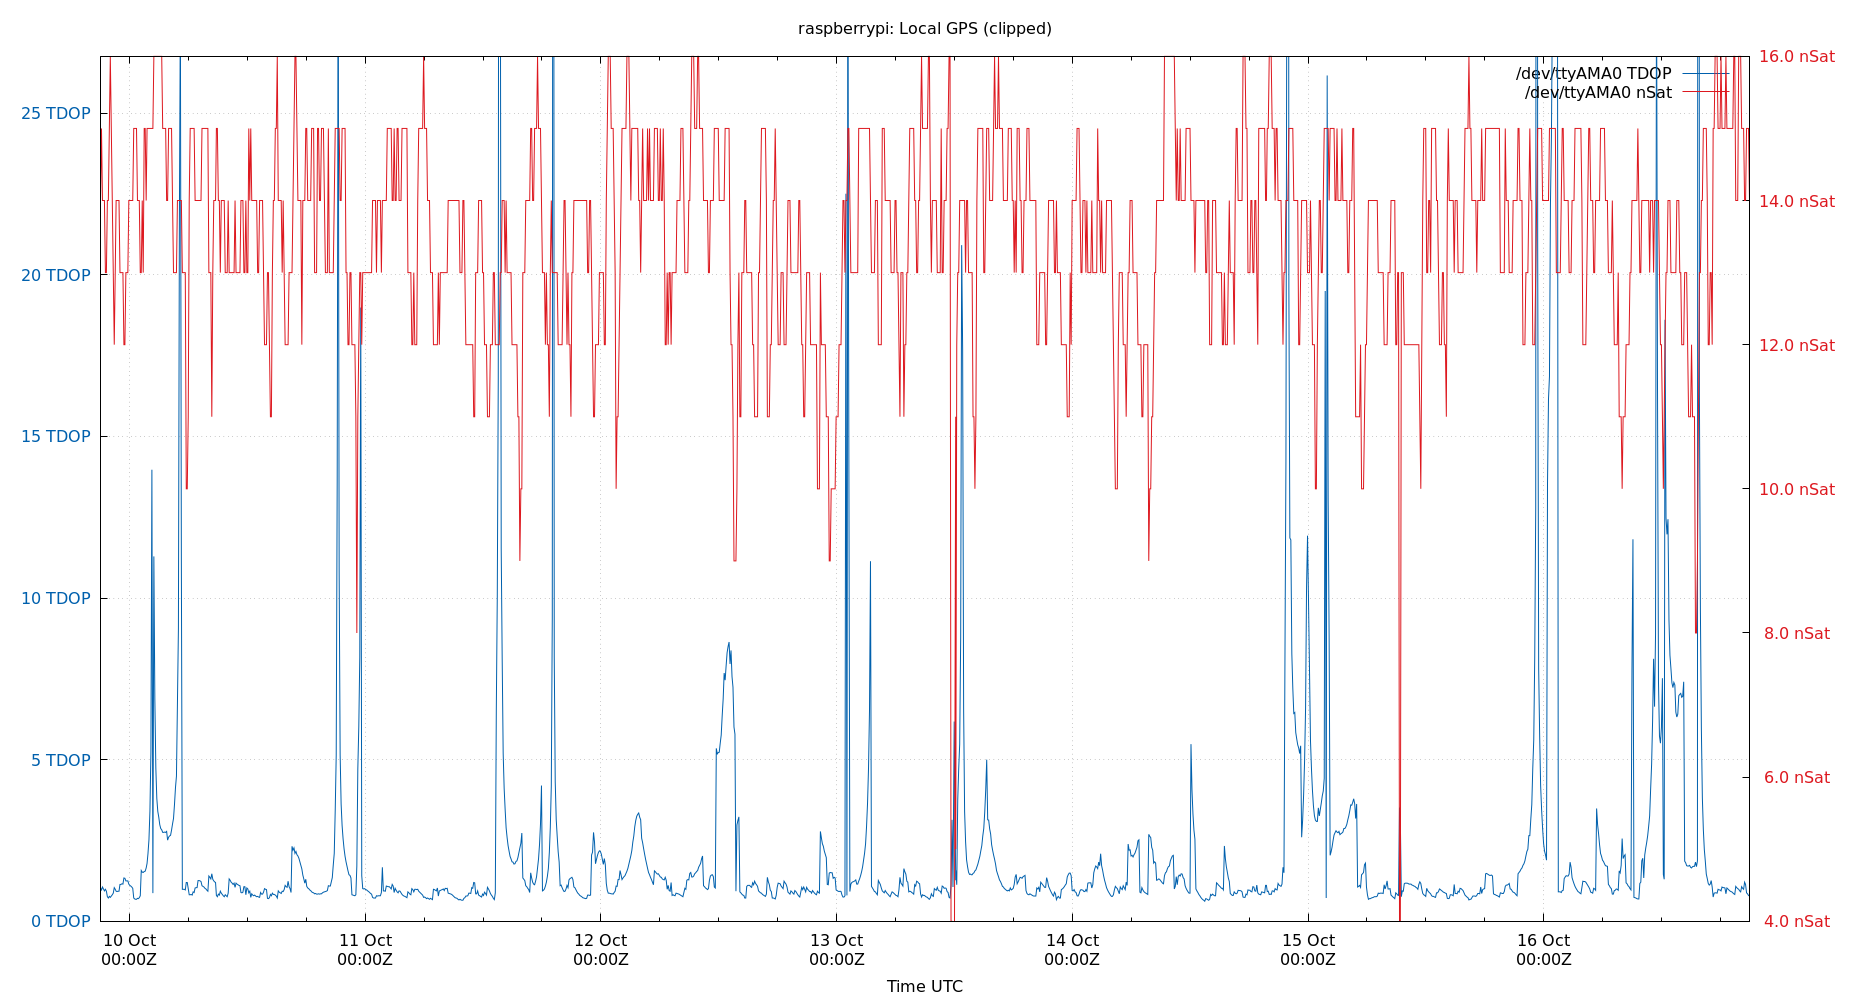 raspberrypi: Local GPS (clipped)
/dev/ttyAMA0 TDOP
/dev/ttyAMA0 nSat
25 TDOP
20 TDOP
15 TDOP
10 TDOP
5 TDOP
0 TDOP
16.0 nSat
14.0 nSat
12.0 nSat
10.0 nSat
8.0 nSat
6.0 nSat
4.0 nSat
10 Oct
00:00Z
11 Oct
00:00Z
12 Oct
00:00Z
13 Oct
00:00Z
14 Oct
00:00Z
15 Oct
00:00Z
16 Oct
00:00Z
Time UTC